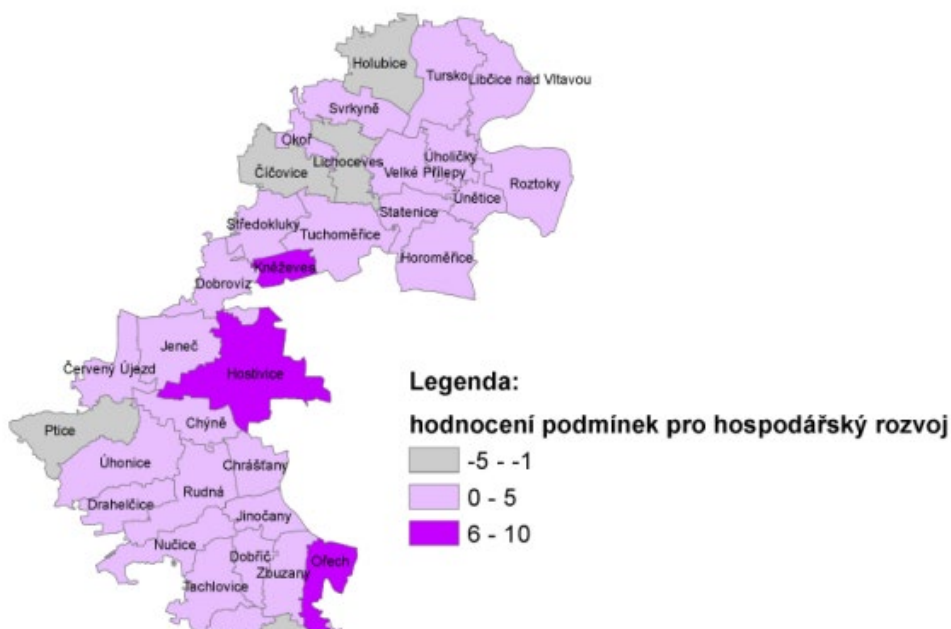 Holubice
Tursko
Libčice nad Vltavou
Svrkyně
Okoř
Lichoceves
Číčovice
Úholičky
Velké Přílepy
Roztoky
Únětice
Statenice
Středokluky
Tuchoměřice
Horoměřice
Kněževes
Dobrovíz
Jeneč
Červený Újezd
Hostivice
Ptice
Chýně
Úhonice
Chrášťany
Rudná
Drahelčice
Jinočany
Nučice
Dobříč
Ořech
Zbuzany
Tachlovice
Legenda:
hodnocení podmínek pro hospodářský rozvoj
-5 - -1
0 - 5
6 - 10